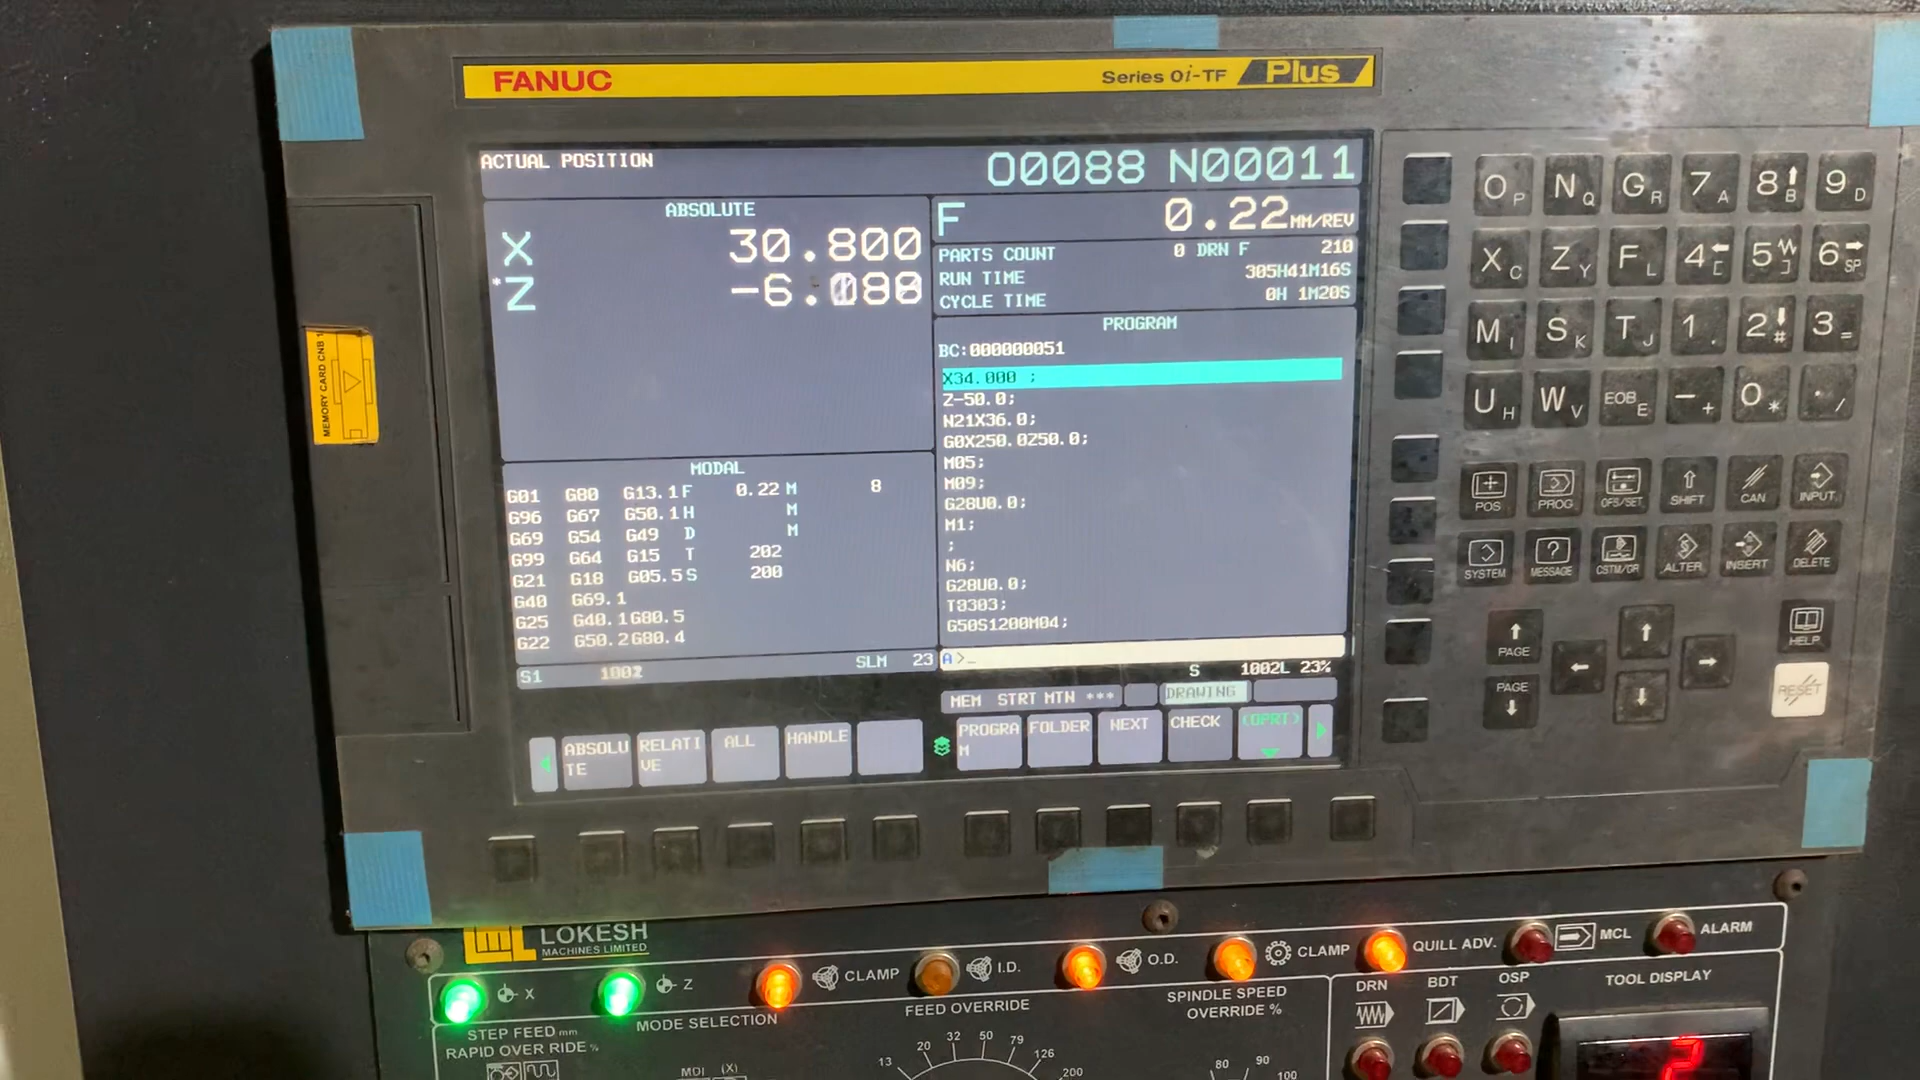 FANUC
Series 0i-TF Plus
ACTUAL POSITION
O0088 N00011
ABSOLUTE
X 30.800
*Z -6.088
F 0.22 MM/REV
PARTS COUNT 0 DRN F 210
RUN TIME 305H41M16S
CYCLE TIME 0H 1M20S
PROGRAM
BC:000000051
X34.000 ;
Z-50.0;
N21X36.0;
G0X250.0Z50.0;
M05;
M09;
G28U0.0;
M1;
;
N6;
G28U0.0;
T0303;
G50S1200M04;
MODAL
G01 G80 G13.1 F 0.22 M 8
G96 G67 G50.1 H M
G69 G54 G49 D M
G99 G64 G15 T 202
G21 G18 G05.5 S 200
G40 G69.1
G25 G40.1 G80.5
G22 G50.2 G80.4
S1 1002 SLM 23
A>_
S 1002L 23%
MEM STRT MTN *** DRAWING
ABSOLU
TE
RELATI
VE
ALL
HANDLE
PROGRA
M
FOLDER
NEXT
CHECK
(OPRT)
MEMORY CARD CNB 1
O P N Q G R 7 A 8 B 9 D
X C Z Y F L 4 [ 5 ] 6 SP
M I S K T J 1 , 2 # 3 =
U H W V EOB E - + 0 * . /
POS PROG OFS/SET SHIFT CAN INPUT
SYSTEM MESSAGE CSTM/GR ALTER INSERT DELETE
PAGE
PAGE
HELP
RESET
LOKESH
MACHINES LIMITED
X Z CLAMP I.D. O.D. CLAMP QUILL ADV. MCL ALARM
STEP FEED mm
RAPID OVER RIDE %
MODE SELECTION
FEED OVERRIDE
SPINDLE SPEED
OVERRIDE %
DRN BDT OSP
TOOL DISPLAY
MDI (X)
13 20 32 50 79 126 200
80 90 100
2